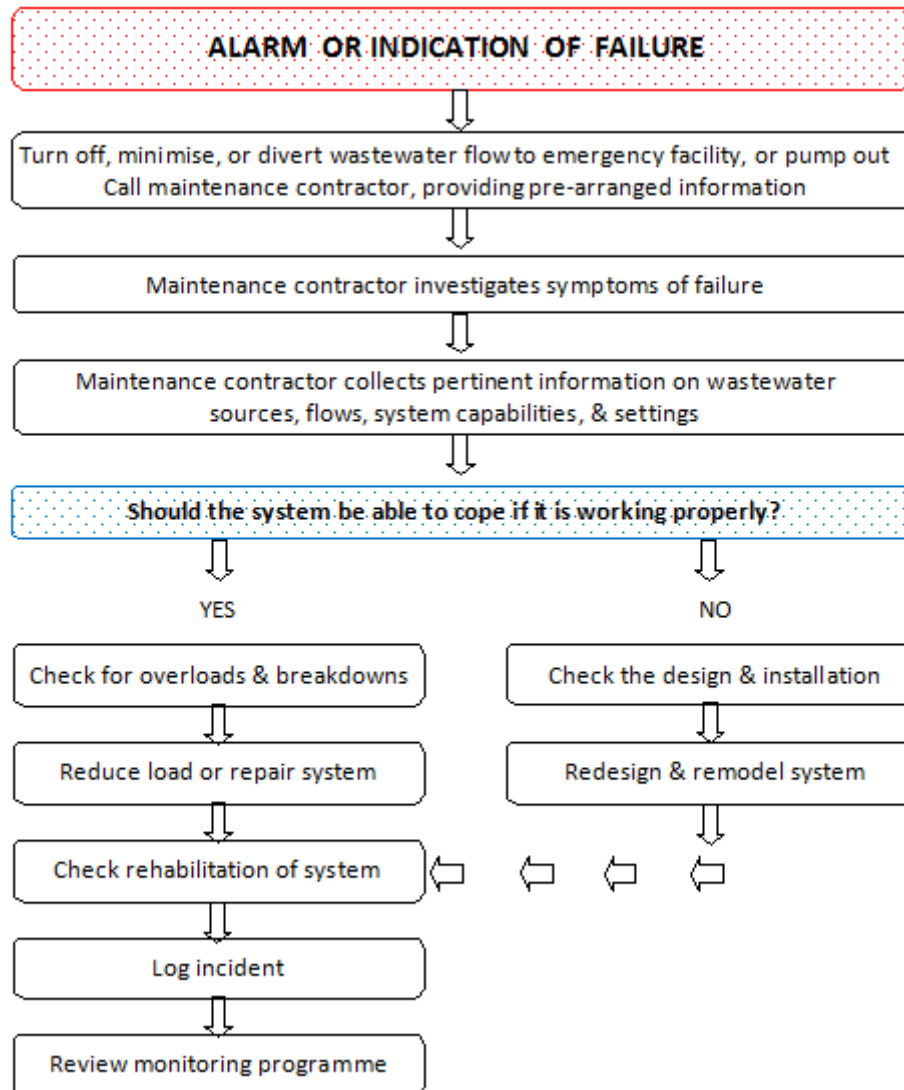 ALARM OR INDICATION OF FAILURE
Turn off, minimise, or divert wastewater flow to emergency facility, or pump out
Call maintenance contractor, providing pre-arranged information
Maintenance contractor investigates symptoms of failure
Maintenance contractor collects pertinent information on wastewater
sources, flows, system capabilities, & settings
Should the system be able to cope if it is working properly?
YES
NO
Check for overloads & breakdowns
Check the design & installation
Reduce load or repair system
Redesign & remodel system
Check rehabilitation of system
Log incident
Review monitoring programme